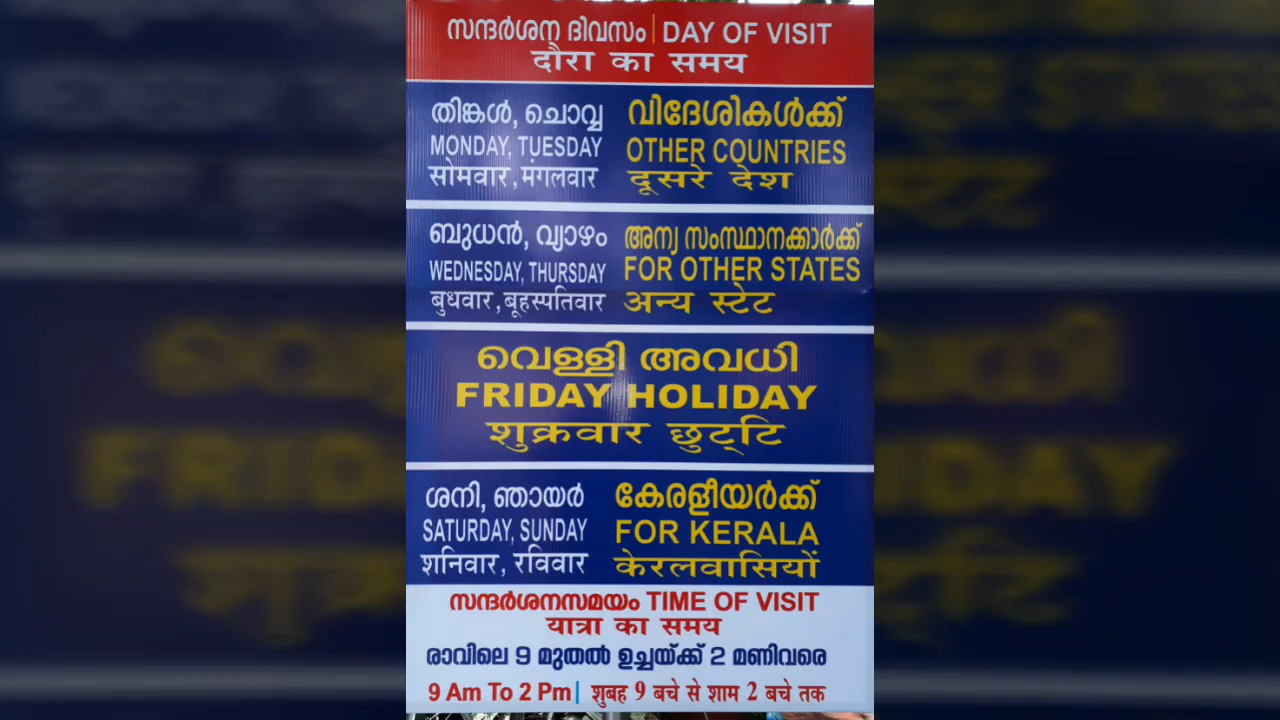 സന്ദർശന ദിവസം | DAY OF VISIT
दौरा का समय
തിങ്കൾ, ചൊവ്വ വിദേശികൾക്ക്
MONDAY, TUESDAY OTHER COUNTRIES
सोमवार, मंगलवार दूसरे देश
ബുധൻ, വ്യാഴം അന്യ സംസ്ഥാനക്കാർക്ക്
WEDNESDAY, THURSDAY FOR OTHER STATES
बुधवार, बृहस्पतिवार अन्य स्टेट
വെള്ളി അവധി
FRIDAY HOLIDAY
शुक्रवार छुट्टि
ശനി, ഞായർ കേരളീയർക്ക്
SATURDAY, SUNDAY FOR KERALA
शनिवार, रविवार केरलवासियों
സന്ദർശനസമയം TIME OF VISIT
यात्रा का समय
രാവിലെ 9 മുതൽ ഉച്ചയ്ക്ക് 2 മണിവരെ
9 Am To 2 Pm | शुबह 9 बचे से शाम 2 बचे तक